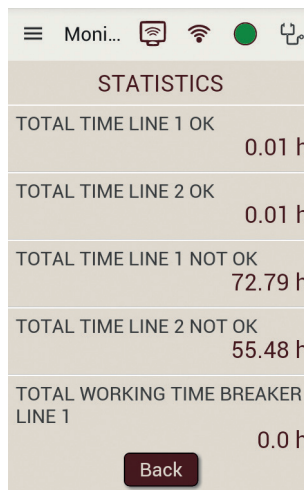 Moni...
STATISTICS
TOTAL TIME LINE 1 OK
0.01 h
TOTAL TIME LINE 2 OK
0.01 h
TOTAL TIME LINE 1 NOT OK
72.79 h
TOTAL TIME LINE 2 NOT OK
55.48 h
TOTAL WORKING TIME BREAKER
LINE 1
0.0 h
Back